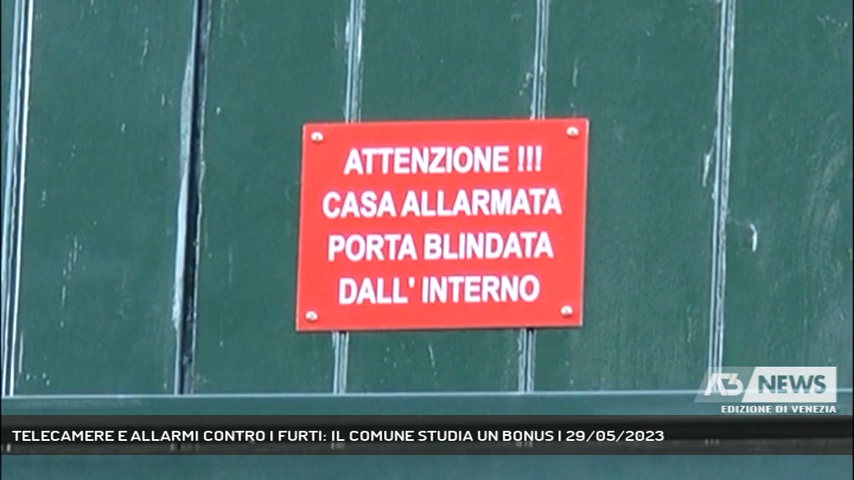 ATTENZIONE !!!
CASA ALLARMATA
PORTA BLINDATA
DALL' INTERNO
A3 NEWS
EDIZIONE DI VENEZIA
TELECAMERE E ALLARMI CONTRO I FURTI: IL COMUNE STUDIA UN BONUS | 29/05/2023